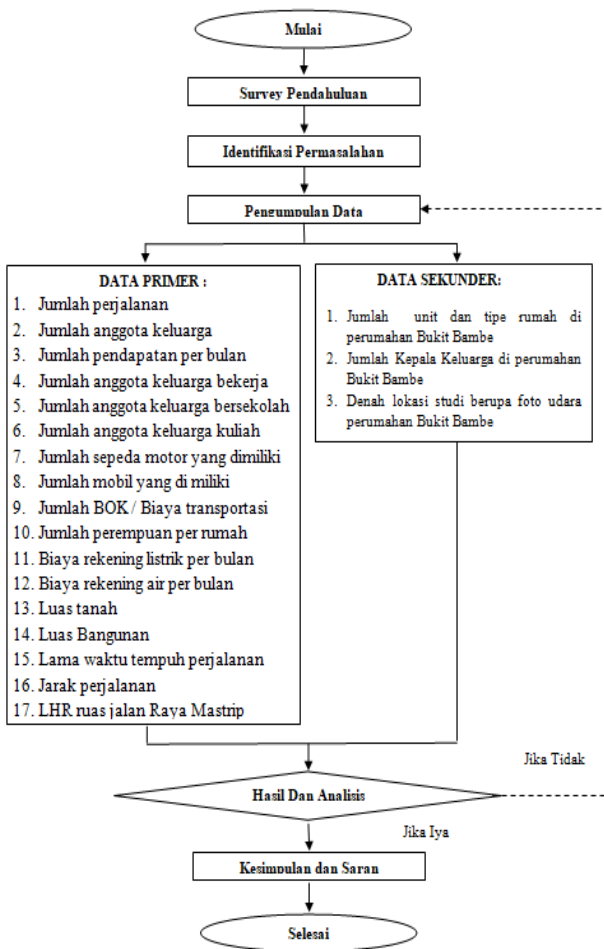 Mulai
Survey Pendahuluan
Identifikasi Permasalahan
Pengumpulan Data
DATA PRIMER :
1. Jumlah perjalanan
2. Jumlah anggota keluarga
3. Jumlah pendapatan per bulan
4. Jumlah anggota keluarga bekerja
5. Jumlah anggota keluarga bersekolah
6. Jumlah anggota keluarga kuliah
7. Jumlah sepeda motor yang dimiliki
8. Jumlah mobil yang di miliki
9. Jumlah BOK / Biaya transportasi
10. Jumlah perempuan per rumah
11. Biaya rekening listrik per bulan
12. Biaya rekening air per bulan
13. Luas tanah
14. Luas Bangunan
15. Lama waktu tempuh perjalanan
16. Jarak perjalanan
17. LHR ruas jalan Raya Mastrip
DATA SEKUNDER:
1. Jumlah unit dan tipe rumah di
perumahan Bukit Bambe
2. Jumlah Kepala Keluarga di perumahan
Bukit Bambe
3. Denah lokasi studi berupa foto udara
perumahan Bukit Bambe
Jika Tidak
Hasil Dan Analisis
Jika Iya
Kesimpulan dan Saran
Selesai